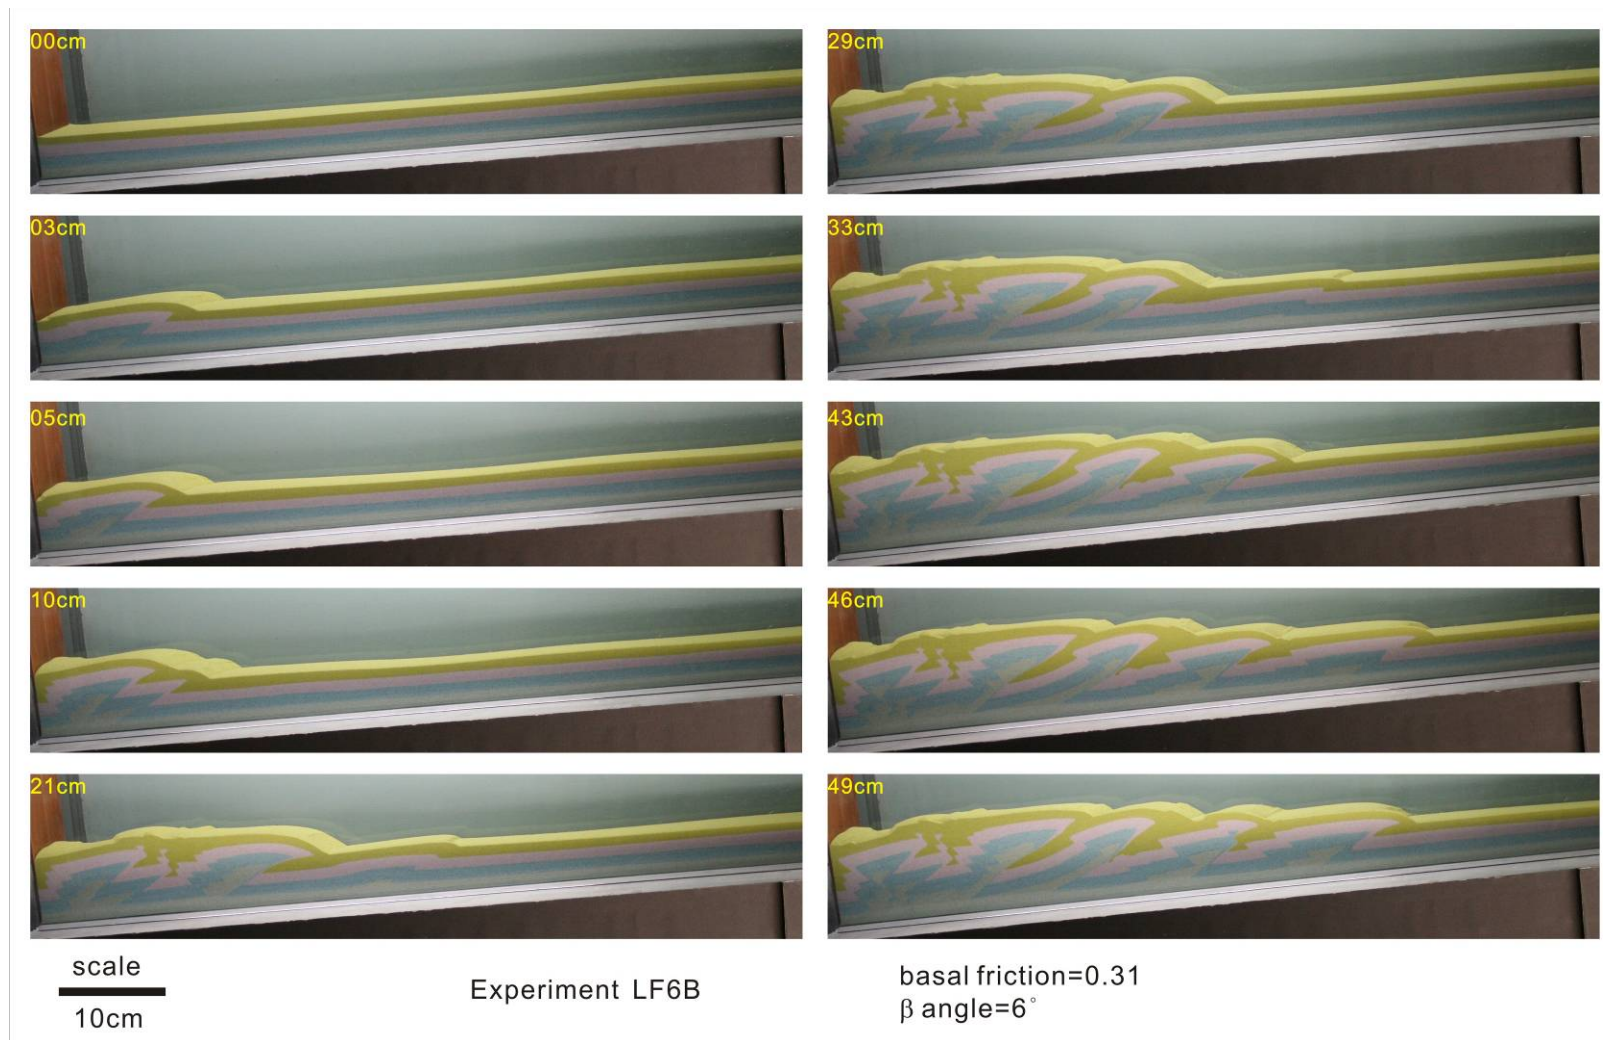 00cm
03cm
05cm
10cm
21cm
29cm
33cm
43cm
46cm
49cm
scale
10cm
Experiment LF6B
basal friction=0.31
β angle=6°